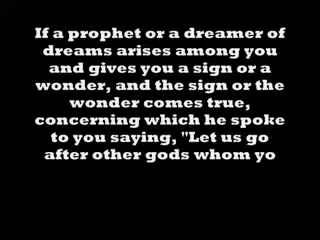 If a prophet or a dreamer of
dreams arises among you
and gives you a sign or a
wonder, and the sign or the
wonder comes true,
concerning which he spoke
to you saying, "Let us go
after other gods whom yo